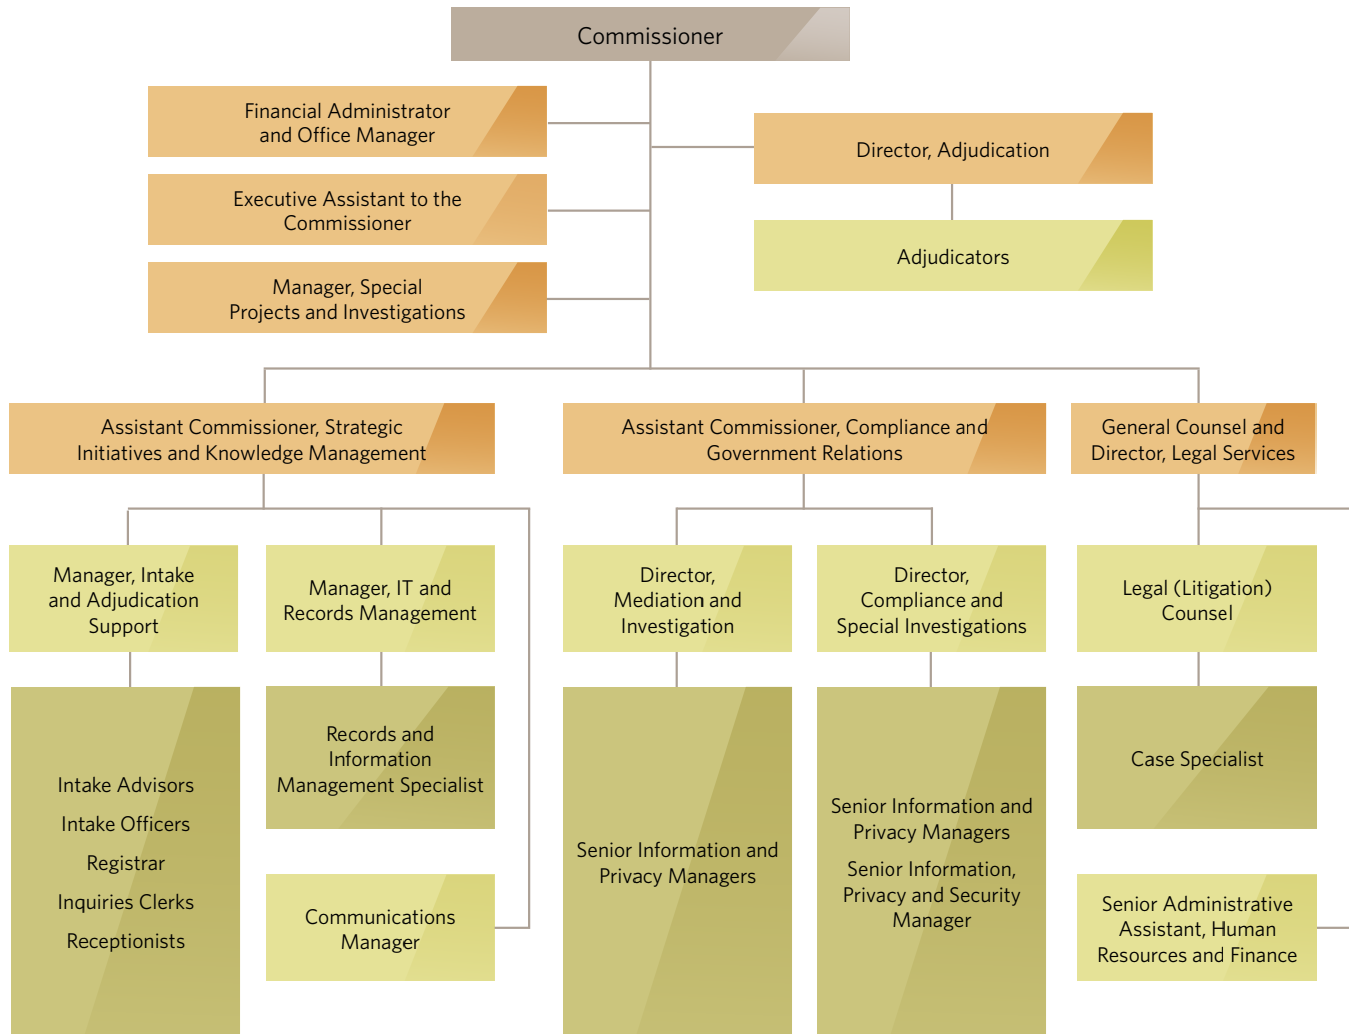 Commissioner
Financial Administrator
and Office Manager
Director, Adjudication
Executive Assistant to the
Commissioner
Adjudicators
Manager, Special
Projects and Investigations
Assistant Commissioner, Strategic
Initiatives and Knowledge Management
Assistant Commissioner, Compliance and
Government Relations
General Counsel and
Director, Legal Services
Manager, Intake
and Adjudication
Support
Manager, IT and
Records Management
Director,
Mediation and
Investigation
Director,
Compliance and
Special Investigations
Legal (Litigation)
Counsel
Intake Advisors
Intake Officers
Registrar
Inquiries Clerks
Receptionists
Records and
Information
Management Specialist
Communications
Manager
Senior Information and
Privacy Managers
Senior Information and
Privacy Managers
Senior Information,
Privacy and Security
Manager
Case Specialist
Senior Administrative
Assistant, Human
Resources and Finance